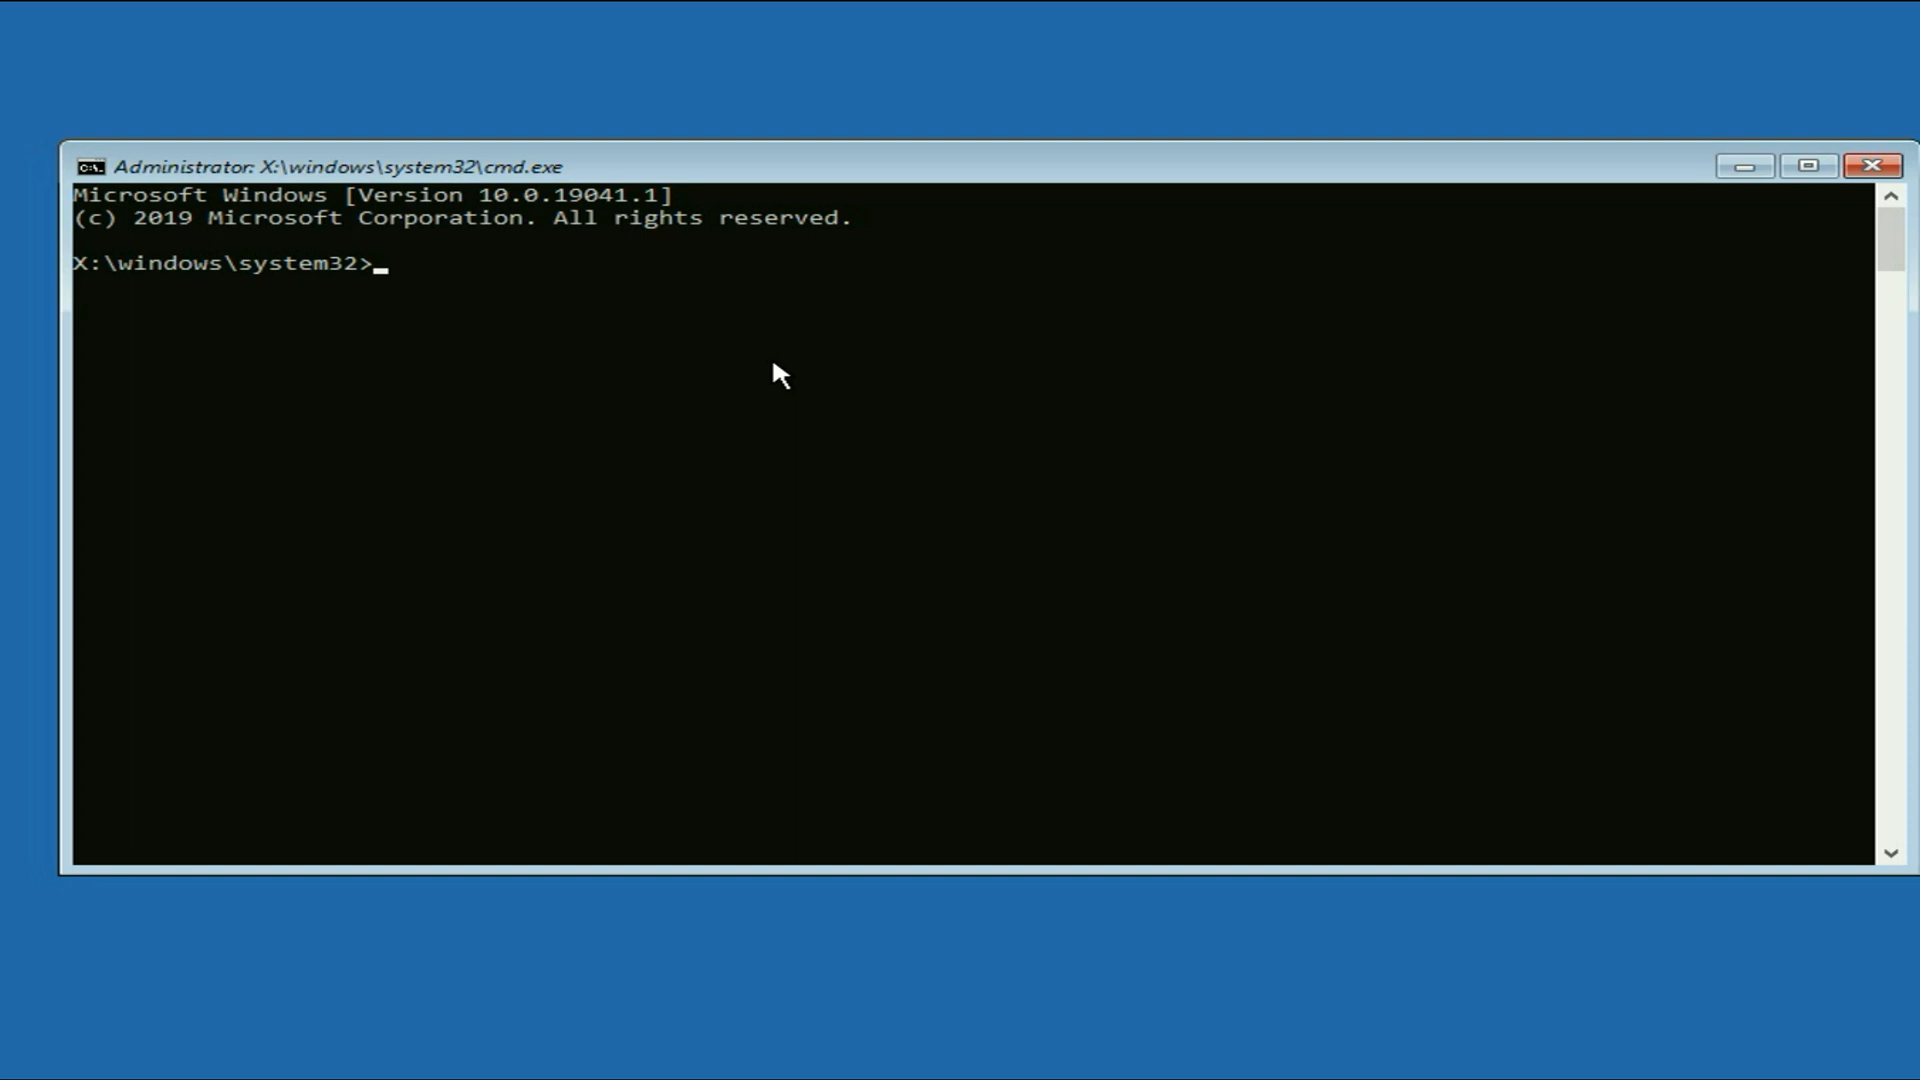 Administrator: X:\windows\system32\cmd.exe
Microsoft Windows [Version 10.0.19041.1]
(c) 2019 Microsoft Corporation. All rights reserved.
X:\windows\system32>